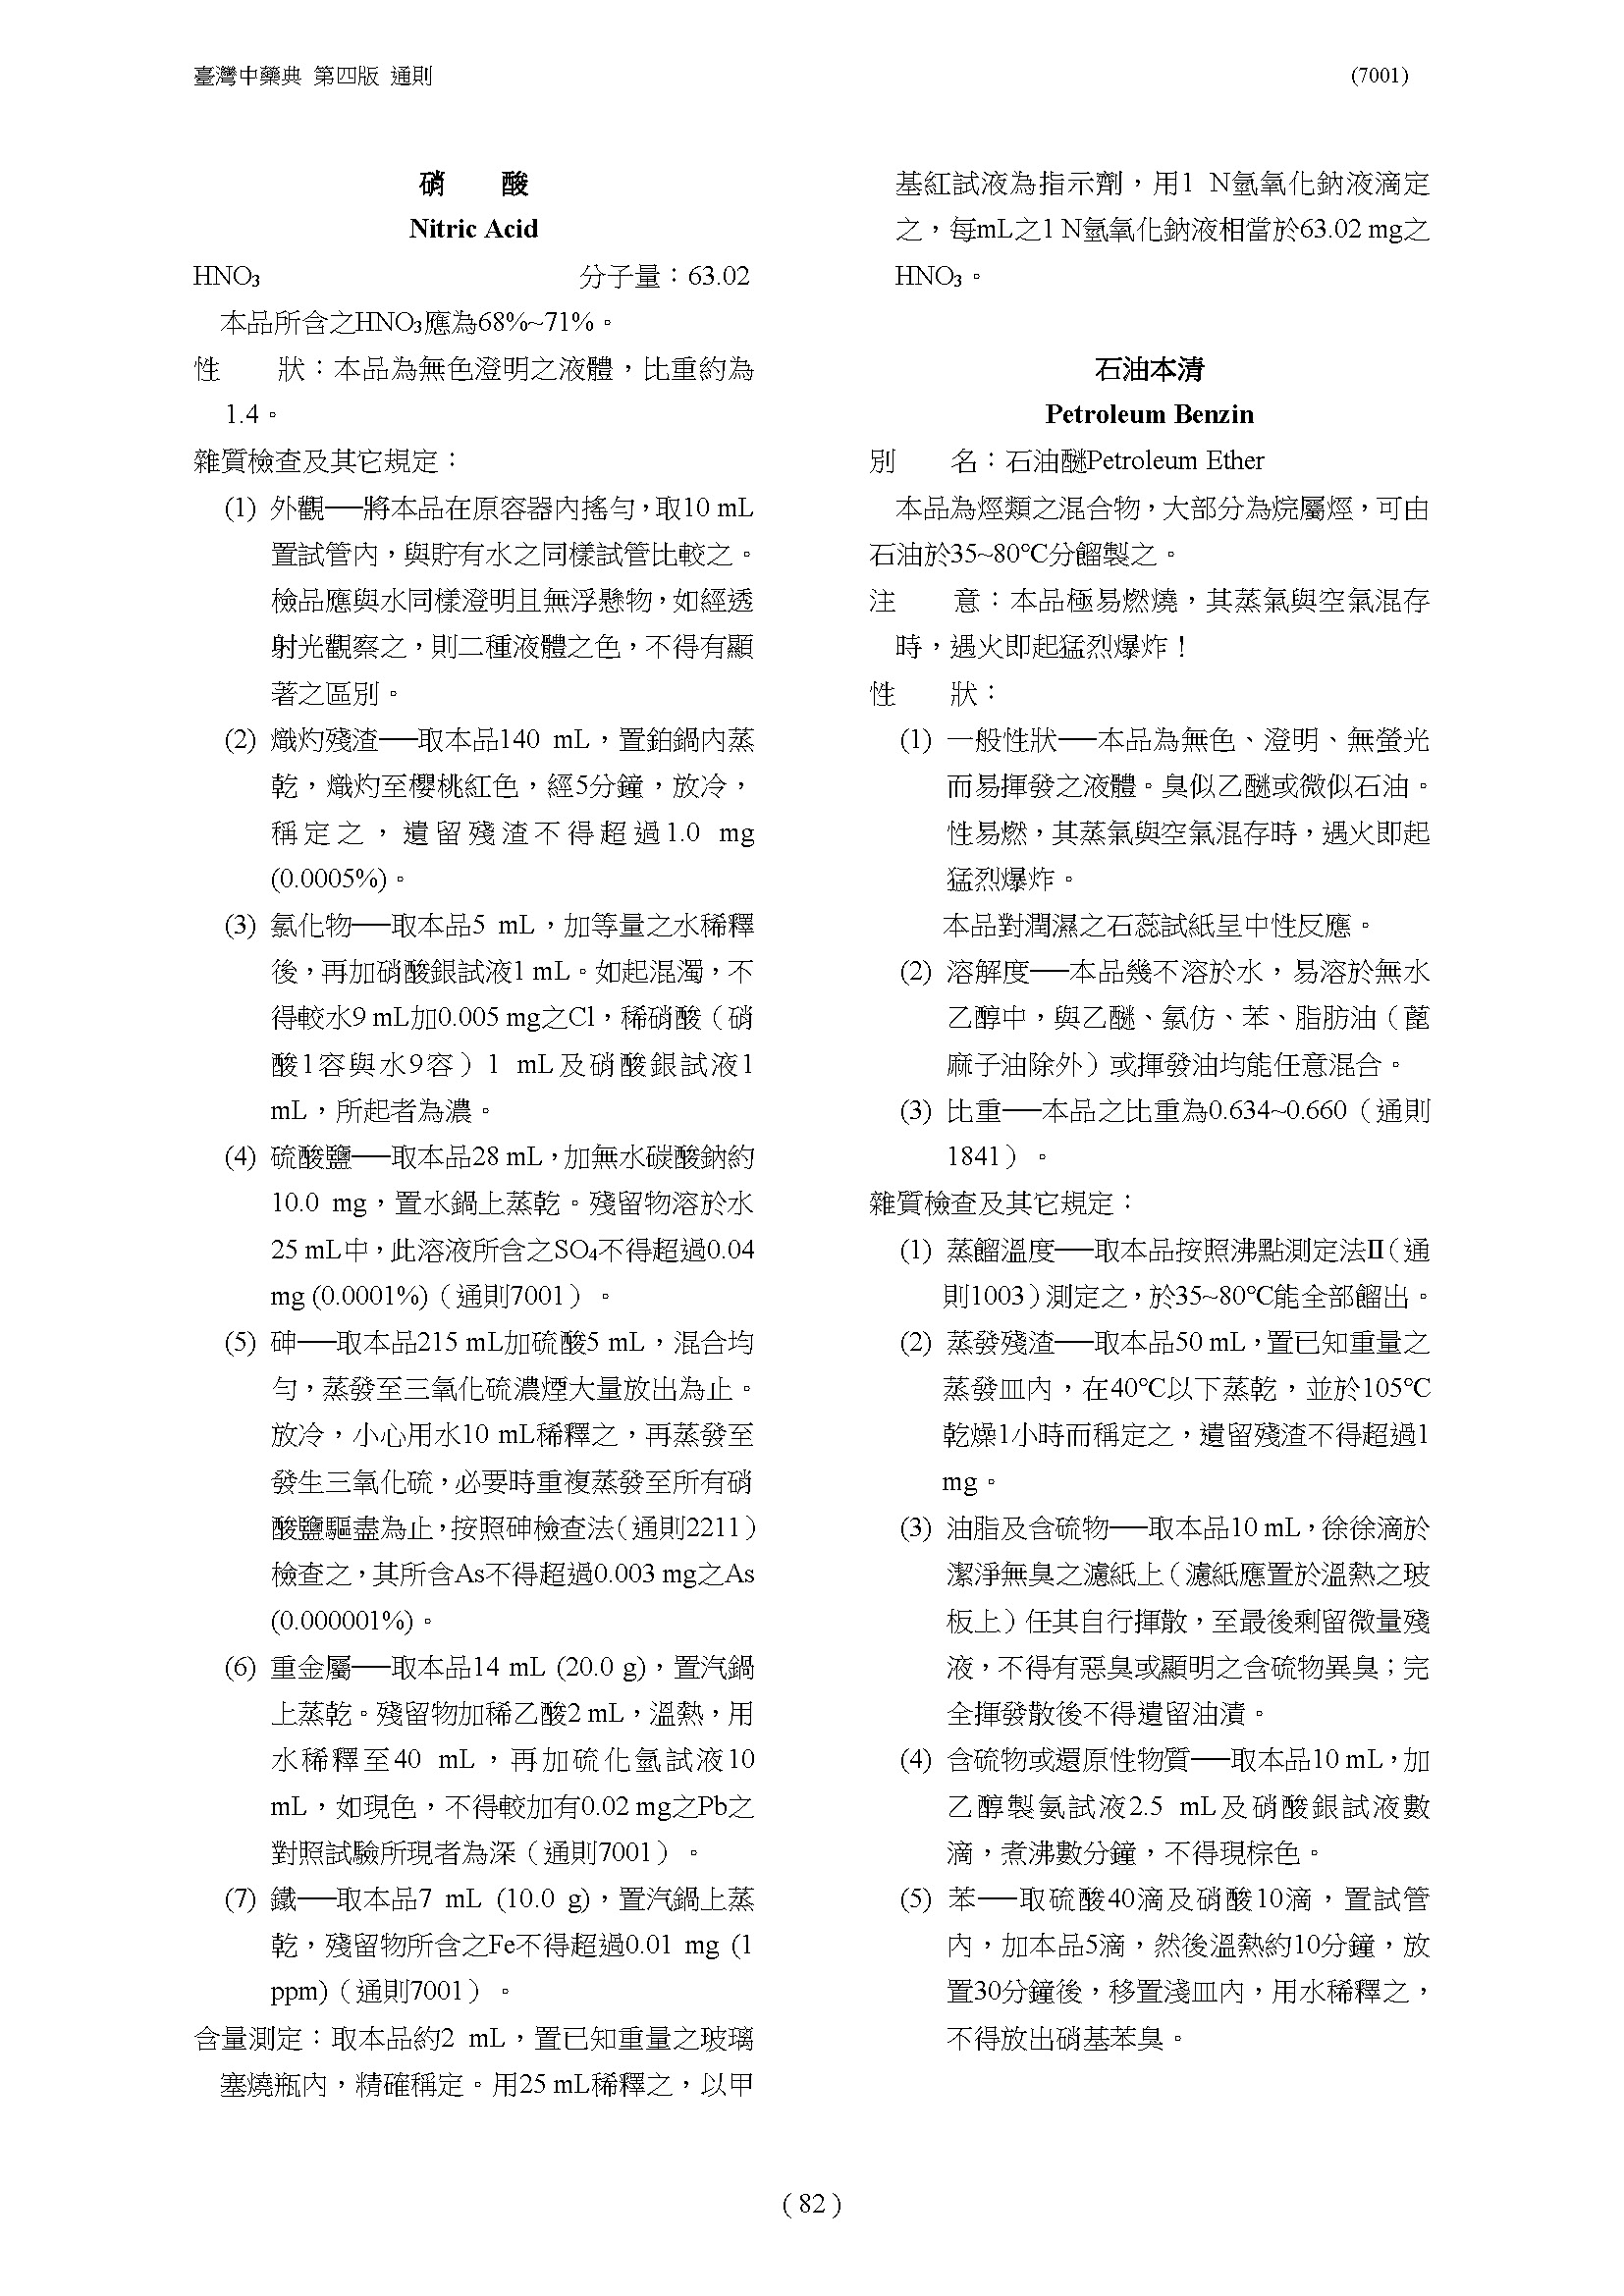 臺灣中藥典 第四版 通則
(7001)
硝　　酸
Nitric Acid
HNO₃　　分子量：63.02
本品所含之HNO₃應為68%~71%。
性　　狀：本品為無色澄明之液體，比重約為
1.4。
雜質檢查及其它規定：
(1) 外觀──將本品在原容器內搖勻，取10 mL
置試管內，與貯有水之同樣試管比較之。
檢品應與水同樣澄明且無浮懸物，如經透
射光觀察之，則二種液體之色，不得有顯
著之區別。
(2) 熾灼殘渣──取本品140 mL，置鉑鍋內蒸
乾，熾灼至櫻桃紅色，經5分鐘，放冷，
稱定之，遺留殘渣不得超過1.0 mg
(0.0005%)。
(3) 氯化物──取本品5 mL，加等量之水稀釋
後，再加硝酸銀試液1 mL。如起混濁，不
得較水9 mL加0.005 mg之Cl，稀硝酸（硝
酸1容與水9容）1 mL及硝酸銀試液1
mL，所起者為濃。
(4) 硫酸鹽──取本品28 mL，加無水碳酸鈉約
10.0 mg，置水鍋上蒸乾。殘留物溶於水
25 mL中，此溶液所含之SO₄不得超過0.04
mg (0.0001%)（通則7001）。
(5) 砷──取本品215 mL加硫酸5 mL，混合均
勻，蒸發至三氧化硫濃煙大量放出為止。
放冷，小心用水10 mL稀釋之，再蒸發至
發生三氧化硫，必要時重複蒸發至所有硝
酸鹽驅盡為止，按照砷檢查法（通則2211）
檢查之，其所含As不得超過0.003 mg之As
(0.000001%)。
(6) 重金屬──取本品14 mL (20.0 g)，置汽鍋
上蒸乾。殘留物加稀乙酸2 mL，溫熱，用
水稀釋至40 mL，再加硫化氫試液10
mL，如現色，不得較加有0.02 mg之Pb之
對照試驗所現者為深（通則7001）。
(7) 鐵──取本品7 mL (10.0 g)，置汽鍋上蒸
乾，殘留物所含之Fe不得超過0.01 mg (1
ppm)（通則7001）。
含量測定：取本品約2 mL，置已知重量之玻璃
塞燒瓶內，精確稱定。用25 mL稀釋之，以甲
基紅試液為指示劑，用1 N氫氧化鈉液滴定
之，每mL之1 N氫氧化鈉液相當於63.02 mg之
HNO₃。
石油本清
Petroleum Benzin
別　　名：石油醚Petroleum Ether
本品為烴類之混合物，大部分為烷屬烴，可由
石油於35~80℃分餾製之。
注　　意：本品極易燃燒，其蒸氣與空氣混存
時，遇火即起猛烈爆炸！
性　　狀：
(1) 一般性狀──本品為無色、澄明、無螢光
而易揮發之液體。臭似乙醚或微似石油。
性易燃，其蒸氣與空氣混存時，遇火即起
猛烈爆炸。
本品對潤濕之石蕊試紙呈中性反應。
(2) 溶解度──本品幾不溶於水，易溶於無水
乙醇中，與乙醚、氯仿、苯、脂肪油（蓖
麻子油除外）或揮發油均能任意混合。
(3) 比重──本品之比重為0.634~0.660（通則
1841）。
雜質檢查及其它規定：
(1) 蒸餾溫度──取本品按照沸點測定法Ⅱ（通
則1003）測定之，於35~80℃能全部餾出。
(2) 蒸發殘渣──取本品50 mL，置已知重量之
蒸發皿內，在40℃以下蒸乾，並於105℃
乾燥1小時而稱定之，遺留殘渣不得超過1
mg。
(3) 油脂及含硫物──取本品10 mL，徐徐滴於
潔淨無臭之濾紙上（濾紙應置於溫熱之玻
板上）任其自行揮散，至最後剩留微量殘
液，不得有惡臭或顯明之含硫物異臭；完
全揮發散後不得遺留油漬。
(4) 含硫物或還原性物質──取本品10 mL，加
乙醇製氨試液2.5 mL及硝酸銀試液數
滴，煮沸數分鐘，不得現棕色。
(5) 苯──取硫酸40滴及硝酸10滴，置試管
內，加本品5滴，然後溫熱約10分鐘，放
置30分鐘後，移置淺皿內，用水稀釋之，
不得放出硝基苯臭。
( 82 )